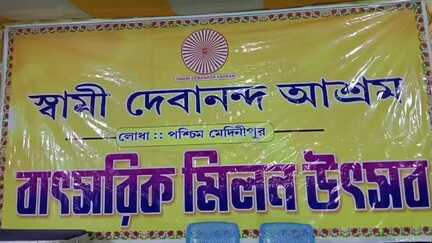 স্বামী দেবানন্দ আশ্রম
লোধা :: পশ্চিম মেদিনীপুর
বাৎসরিক মিলন উৎসব